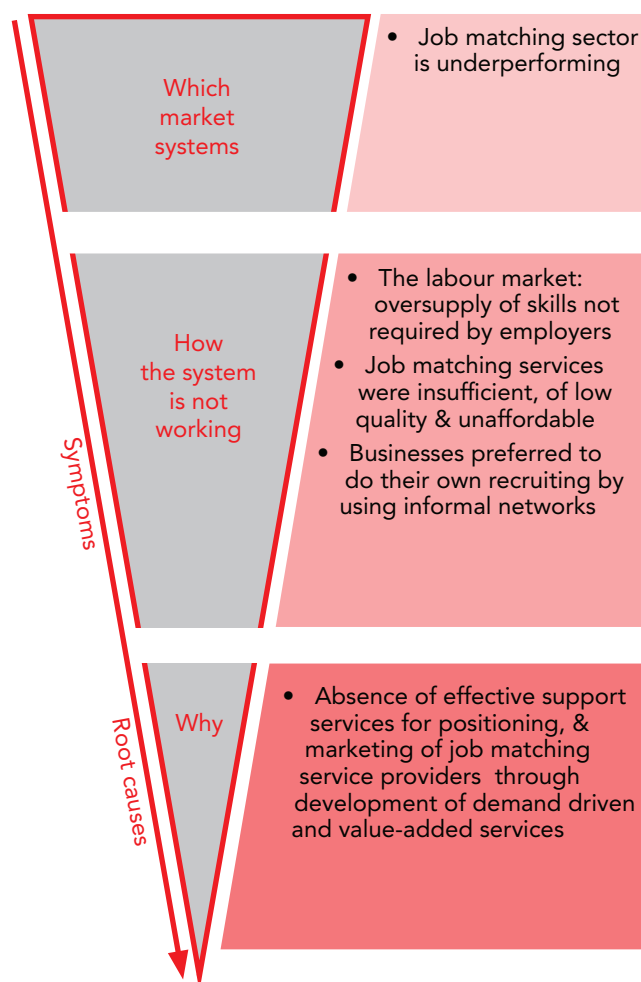 Which
market
systems
• Job matching sector
is underperforming
How
the system
is not
working
• The labour market:
oversupply of skills not
required by employers
• Job matching services
were insufficient, of low
quality & unaffordable
• Businesses preferred to
do their own recruiting by
using informal networks
Symptoms
Why
• Absence of effective support
services for positioning, &
marketing of job matching
service providers through
development of demand driven
and value-added services
Root causes